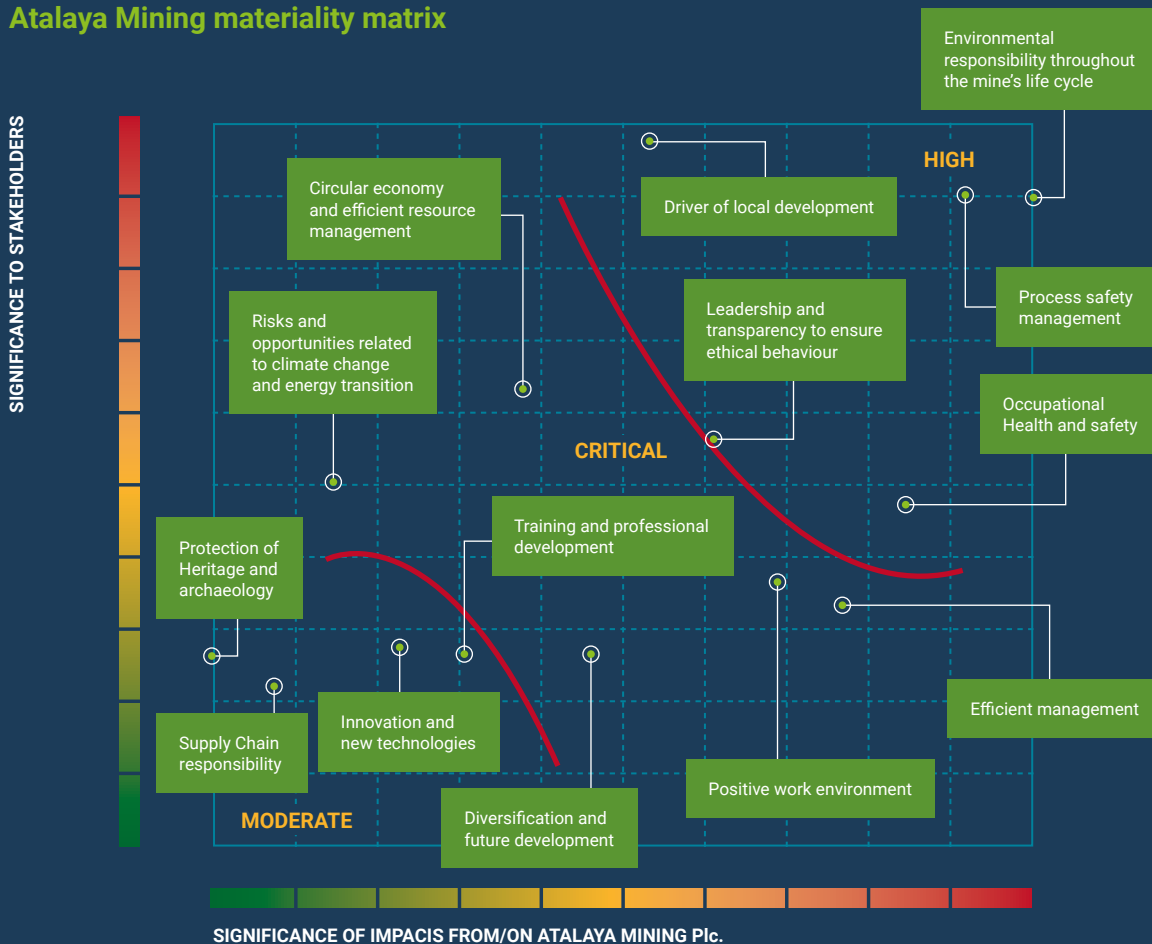 Atalaya Mining materiality matrix
Environmental
responsibility throughout
the mine's life cycle
SIGNIFICANCE TO STAKEHOLDERS
HIGH
Circular economy
and efficient resource
management
Driver of local development
Process safety
management
Leadership and
transparency to ensure
ethical behaviour
Risks and
opportunities related
to climate change
and energy transition
Occupational
Health and safety
CRITICAL
Training and professional
development
Protection of
Heritage and
archaeology
Efficient management
Innovation and
new technologies
Supply Chain
responsibility
Positive work environment
MODERATE
Diversification and
future development
SIGNIFICANCE OF IMPACIS FROM/ON ATALAYA MINING Plc.